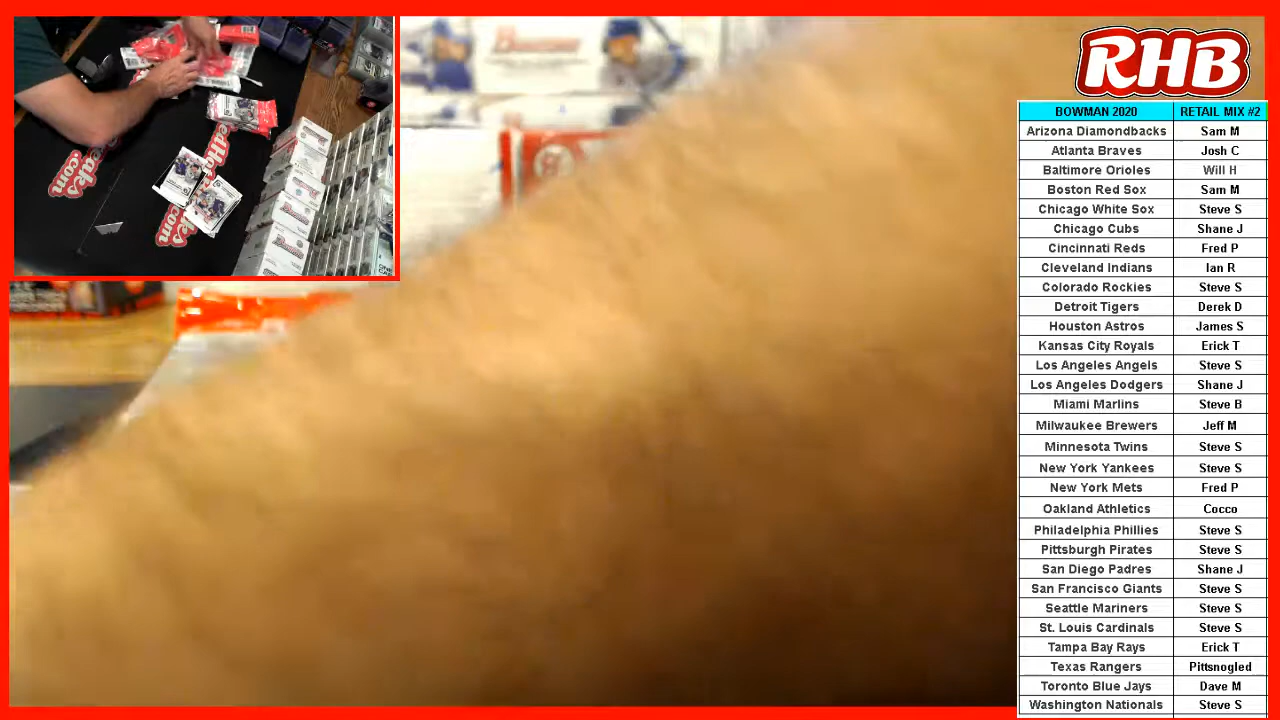 RHB
BOWMAN 2020 RETAIL MIX #2
Arizona Diamondbacks Sam M
Atlanta Braves Josh C
Baltimore Orioles Will H
Boston Red Sox Sam M
Chicago White Sox Steve S
Chicago Cubs Shane J
Cincinnati Reds Fred P
Cleveland Indians Ian R
Colorado Rockies Steve S
Detroit Tigers Derek D
Houston Astros James S
Kansas City Royals Erick T
Los Angeles Angels Steve S
Los Angeles Dodgers Shane J
Miami Marlins Steve B
Milwaukee Brewers Jeff M
Minnesota Twins Steve S
New York Yankees Steve S
New York Mets Fred P
Oakland Athletics Cocco
Philadelphia Phillies Steve S
Pittsburgh Pirates Steve S
San Diego Padres Shane J
San Francisco Giants Steve S
Seattle Mariners Steve S
St. Louis Cardinals Steve S
Tampa Bay Rays Erick T
Texas Rangers Pittsnogled
Toronto Blue Jays Dave M
Washington Nationals Steve S
Bowman